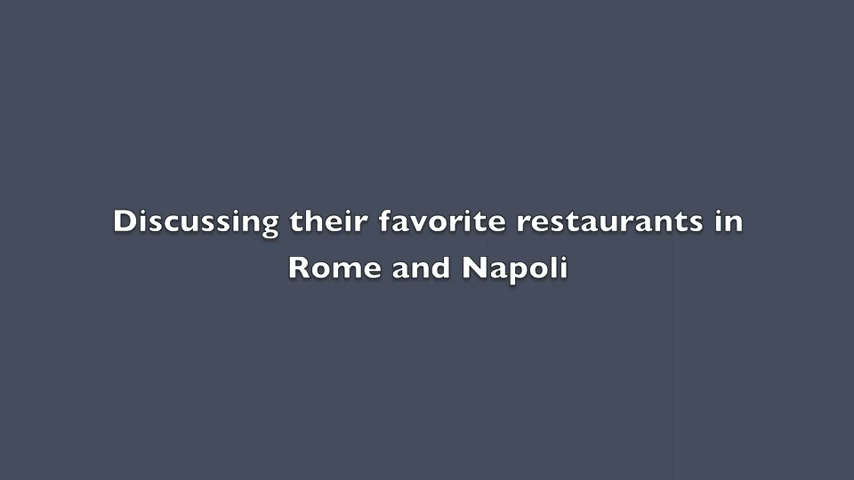 Discussing their favorite restaurants in
Rome and Napoli